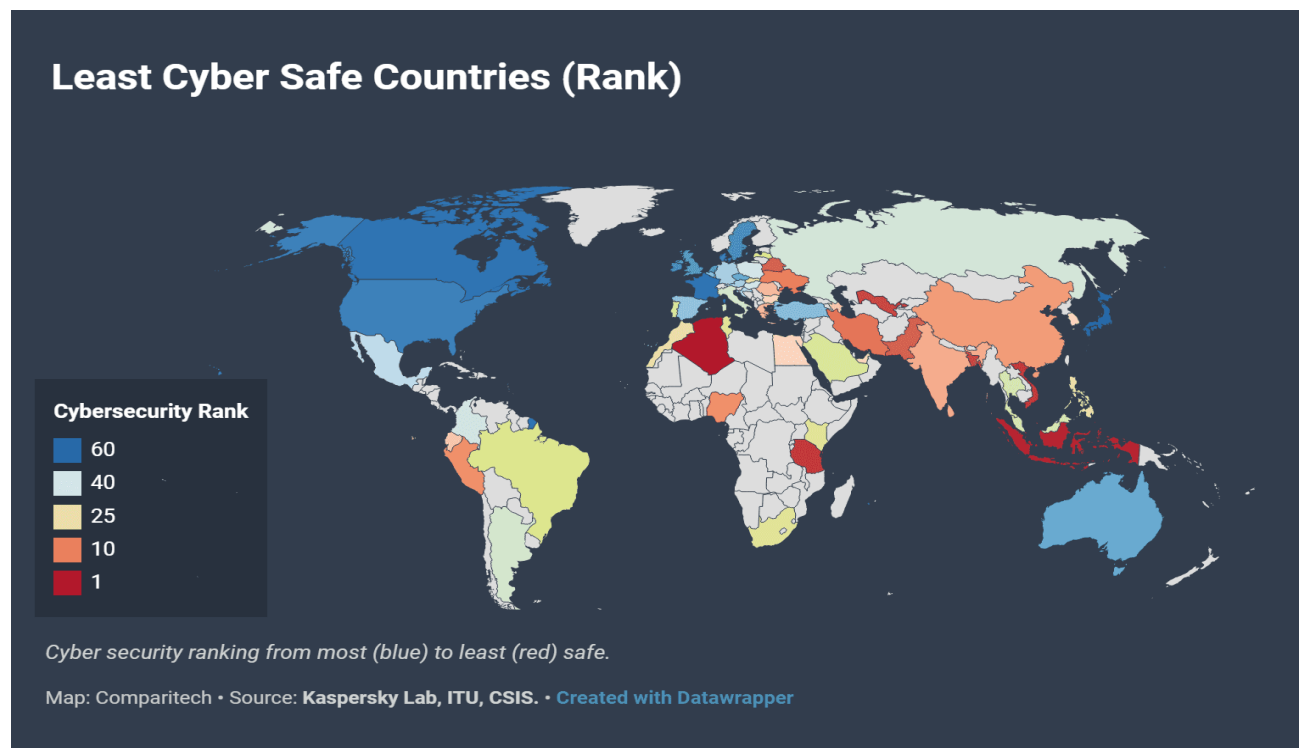 Least Cyber Safe Countries (Rank)
Cybersecurity Rank
60
40
25
10
1
Cyber security ranking from most (blue) to least (red) safe.
Map: Comparitech • Source: Kaspersky Lab, ITU, CSIS. • Created with Datawrapper